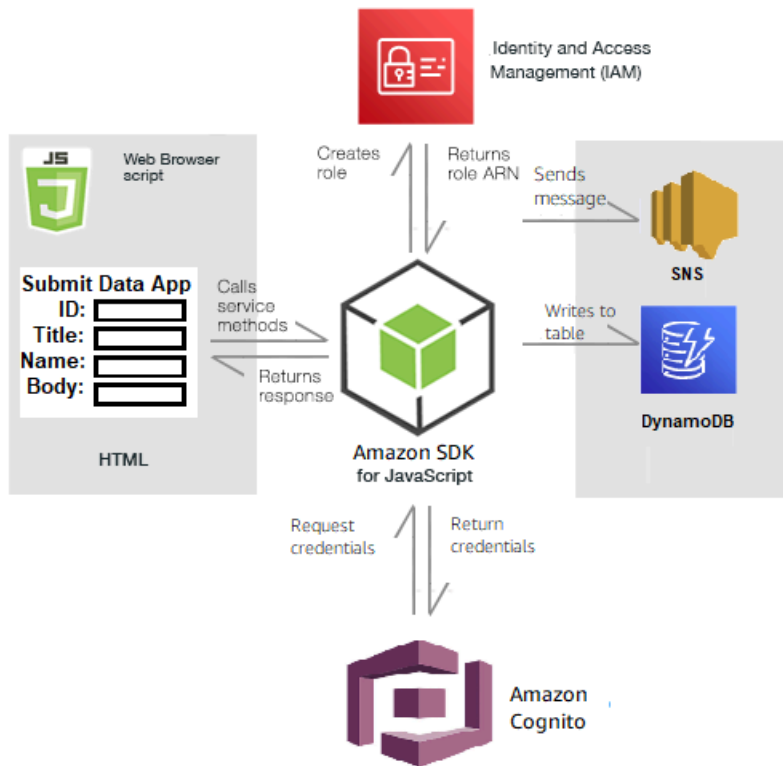 Identity and Access
Management (IAM)
JS
Web Browser
script
Creates
role
Returns
role ARN
Sends
message
SNS
Submit Data App
ID:
Title:
Name:
Body:
Calls
service
methods
Returns
response
Writes to
table
DynamoDB
HTML
Amazon SDK
for JavaScript
Request
credentials
Return
credentials
Amazon
Cognito